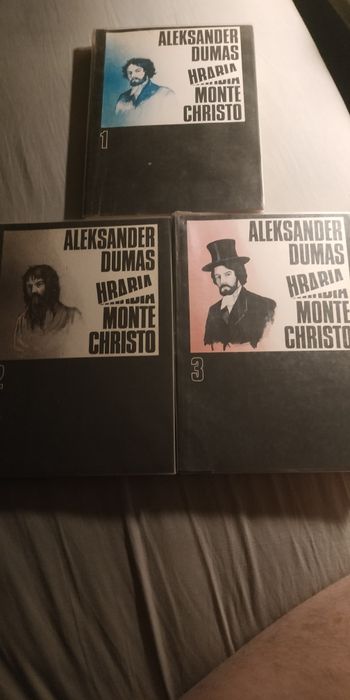 ALEKSANDER
DUMAS
HRABIA
MONTE
CHRISTO
1
ALEKSANDER
DUMAS
HRABIA
MONTE
CHRISTO
2
ALEKSANDER
DUMAS
HRABIA
MONTE
CHRISTO
3